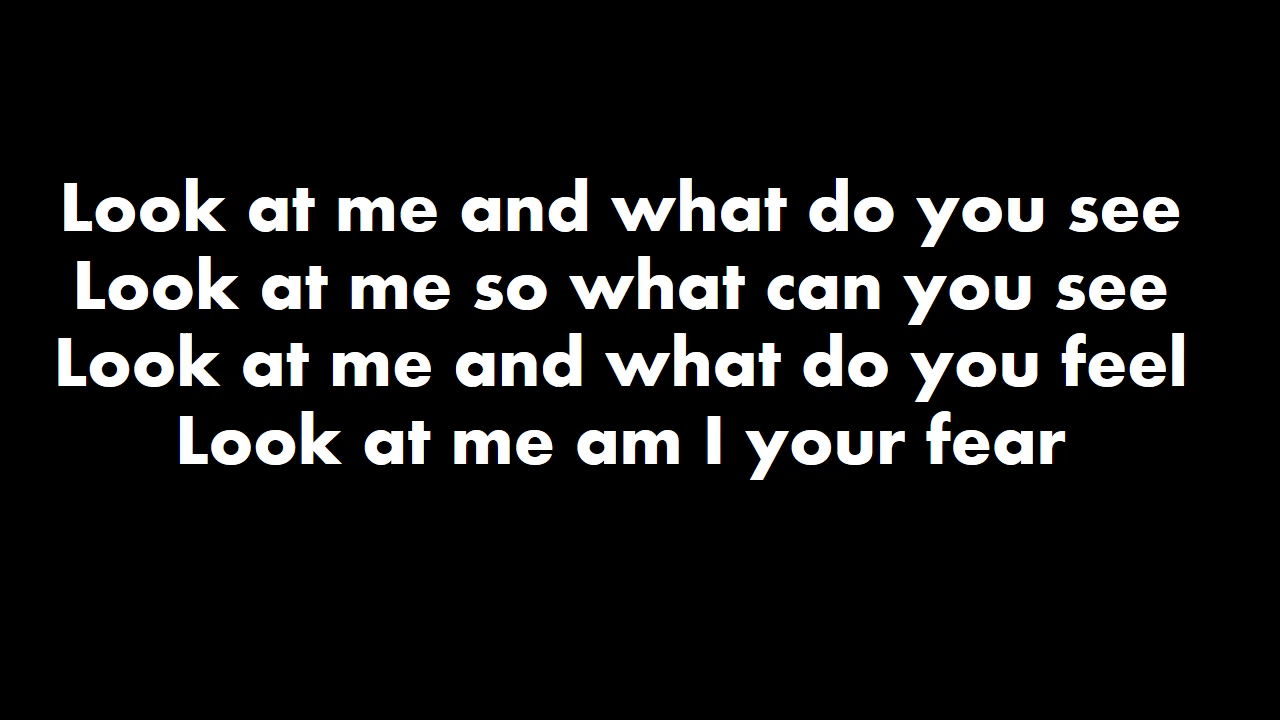 Look at me and what do you see
Look at me so what can you see
Look at me and what do you feel
Look at me am I your fear